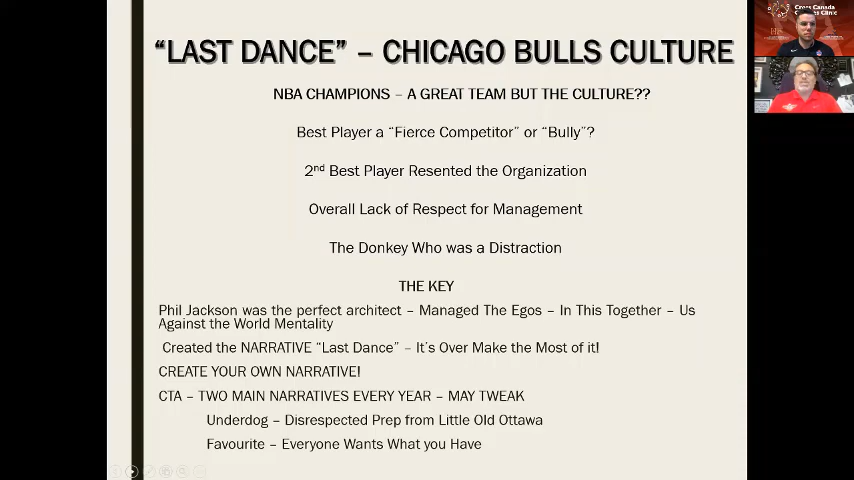 "LAST DANCE" – CHICAGO BULLS CULTURE
NBA CHAMPIONS – A GREAT TEAM BUT THE CULTURE??
Best Player a "Fierce Competitor" or "Bully"?
2nd Best Player Resented the Organization
Overall Lack of Respect for Management
The Donkey Who was a Distraction
THE KEY
Phil Jackson was the perfect architect – Managed The Egos – In This Together – Us
Against the World Mentality
Created the NARRATIVE "Last Dance" – It's Over Make the Most of it!
CREATE YOUR OWN NARRATIVE!
CTA – TWO MAIN NARRATIVES EVERY YEAR – MAY TWEAK
Underdog – Disrespected Prep from Little Old Ottawa
Favourite – Everyone Wants What you Have
Cross Canada
Clinic